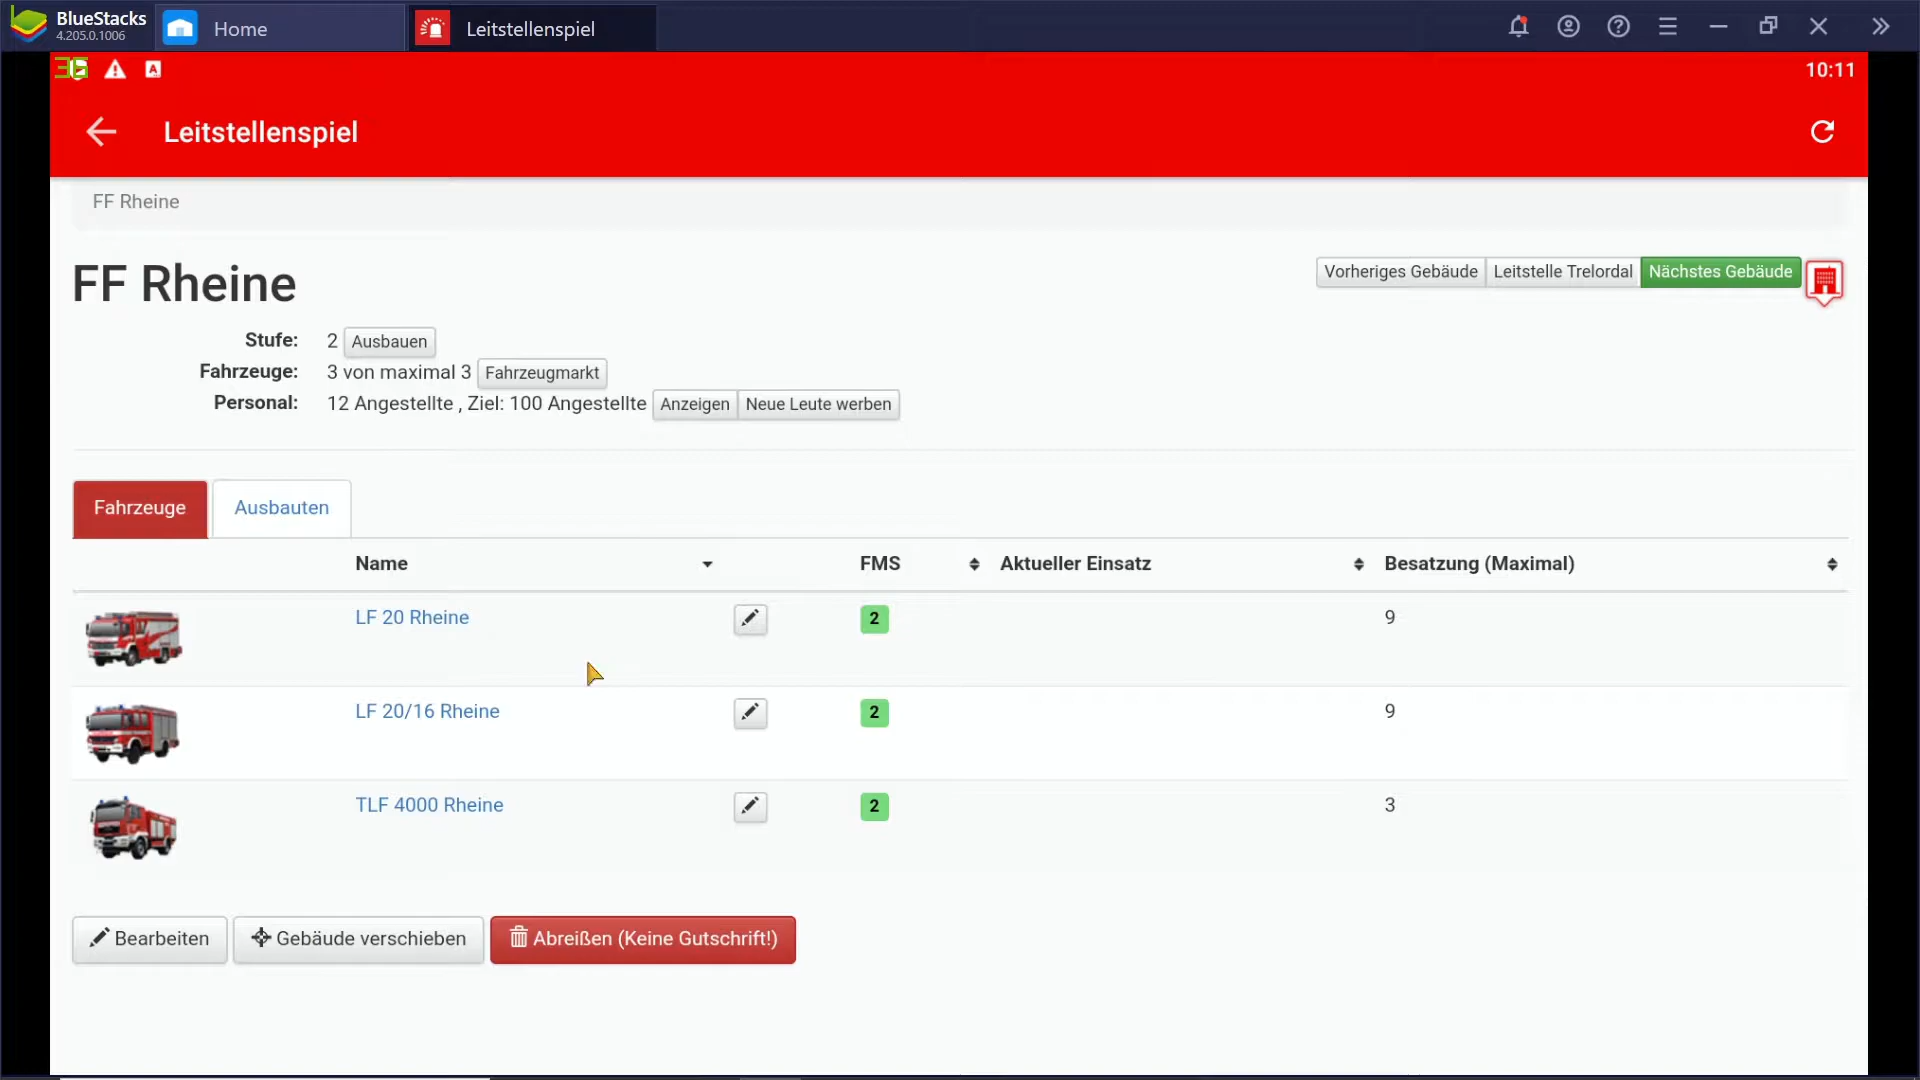 BlueStacks
4.205.0.1006
Home
Leitstellenspiel
A
10:11
Leitstellenspiel
FF Rheine
FF Rheine
Vorheriges Gebäude Leitstelle Trelordal Nächstes Gebäude
Stufe: 2 Ausbauen
Fahrzeuge: 3 von maximal 3 Fahrzeugmarkt
Personal: 12 Angestellte , Ziel: 100 Angestellte Anzeigen Neue Leute werben
Fahrzeuge Ausbauten
Name FMS Aktueller Einsatz Besatzung (Maximal)
LF 20 Rheine 2 9
LF 20/16 Rheine 2 9
TLF 4000 Rheine 2 3
Bearbeiten Gebäude verschieben Abreißen (Keine Gutschrift!)